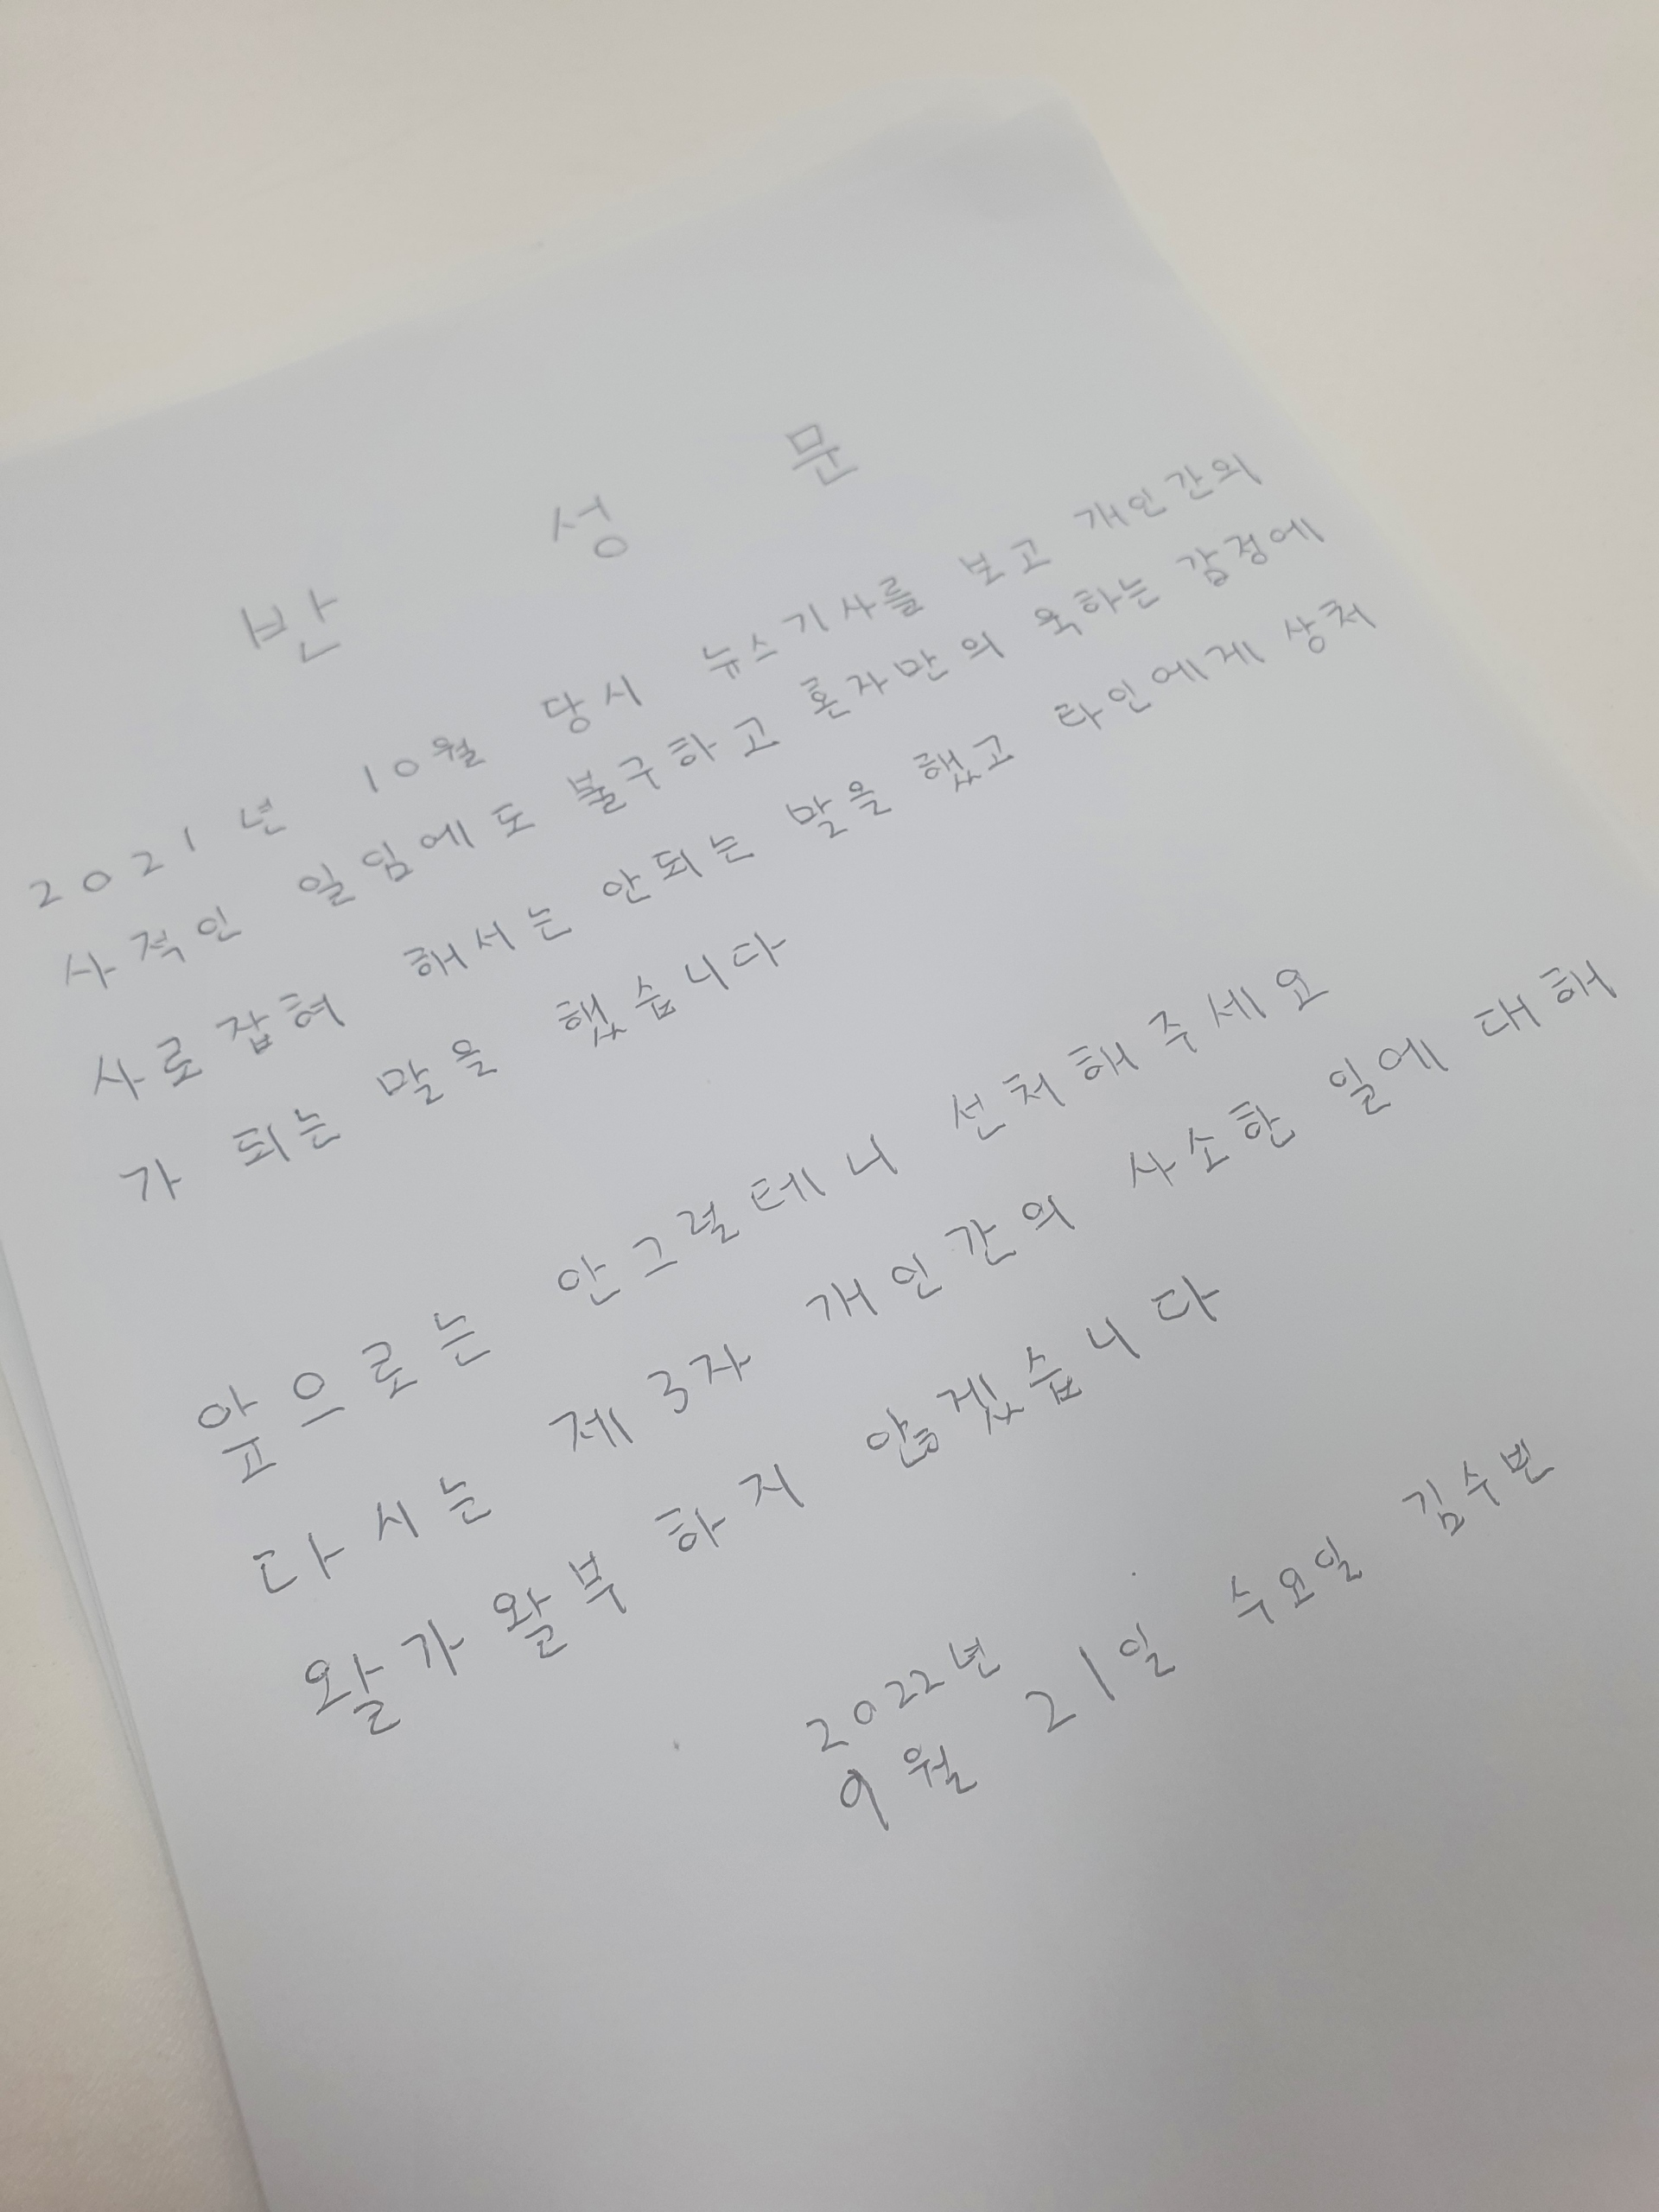 반 성 문
2021년 10월 당시 뉴스기사를 보고 개인간의
사적인 일임에도 불구하고 혼자만의 욱하는 감정에
사로잡혀 해서는 안되는 말을 했고 타인에게 상처
가 되는 말을 했습니다
앞으로는 안그럴테니 선처해주세요
다시는 제3자 개인간의 사소한 일에 대해
왈가왈부 하지 않겠습니다
2022년
9월 21일 수요일 김수빈